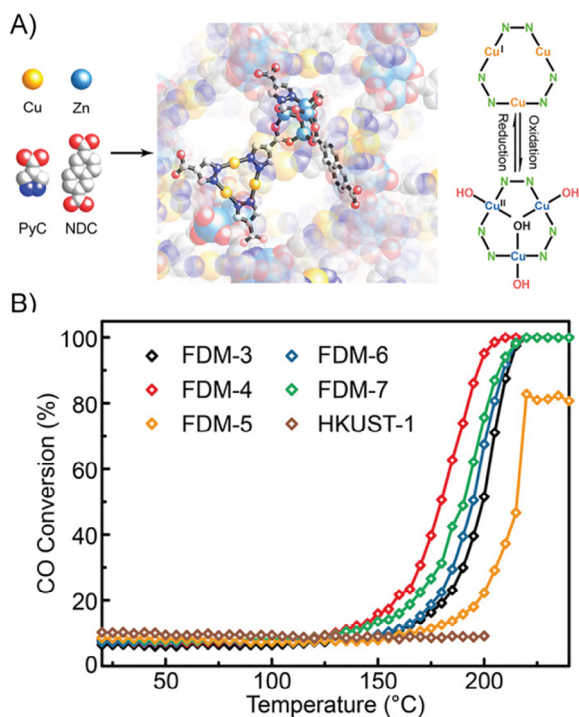 A)
Cu
Zn
PyC
NDC
N N
Cu I Cu
N N
Cu
N N
Reduction
Oxidation
HO N N OH
Cu II Cu
OH
N N
Cu
N N
OH
B)
CO Conversion (%)
100
80
60
40
20
0
FDM-3
FDM-4
FDM-5
FDM-6
FDM-7
HKUST-1
50
100
150
200
Temperature (°C)